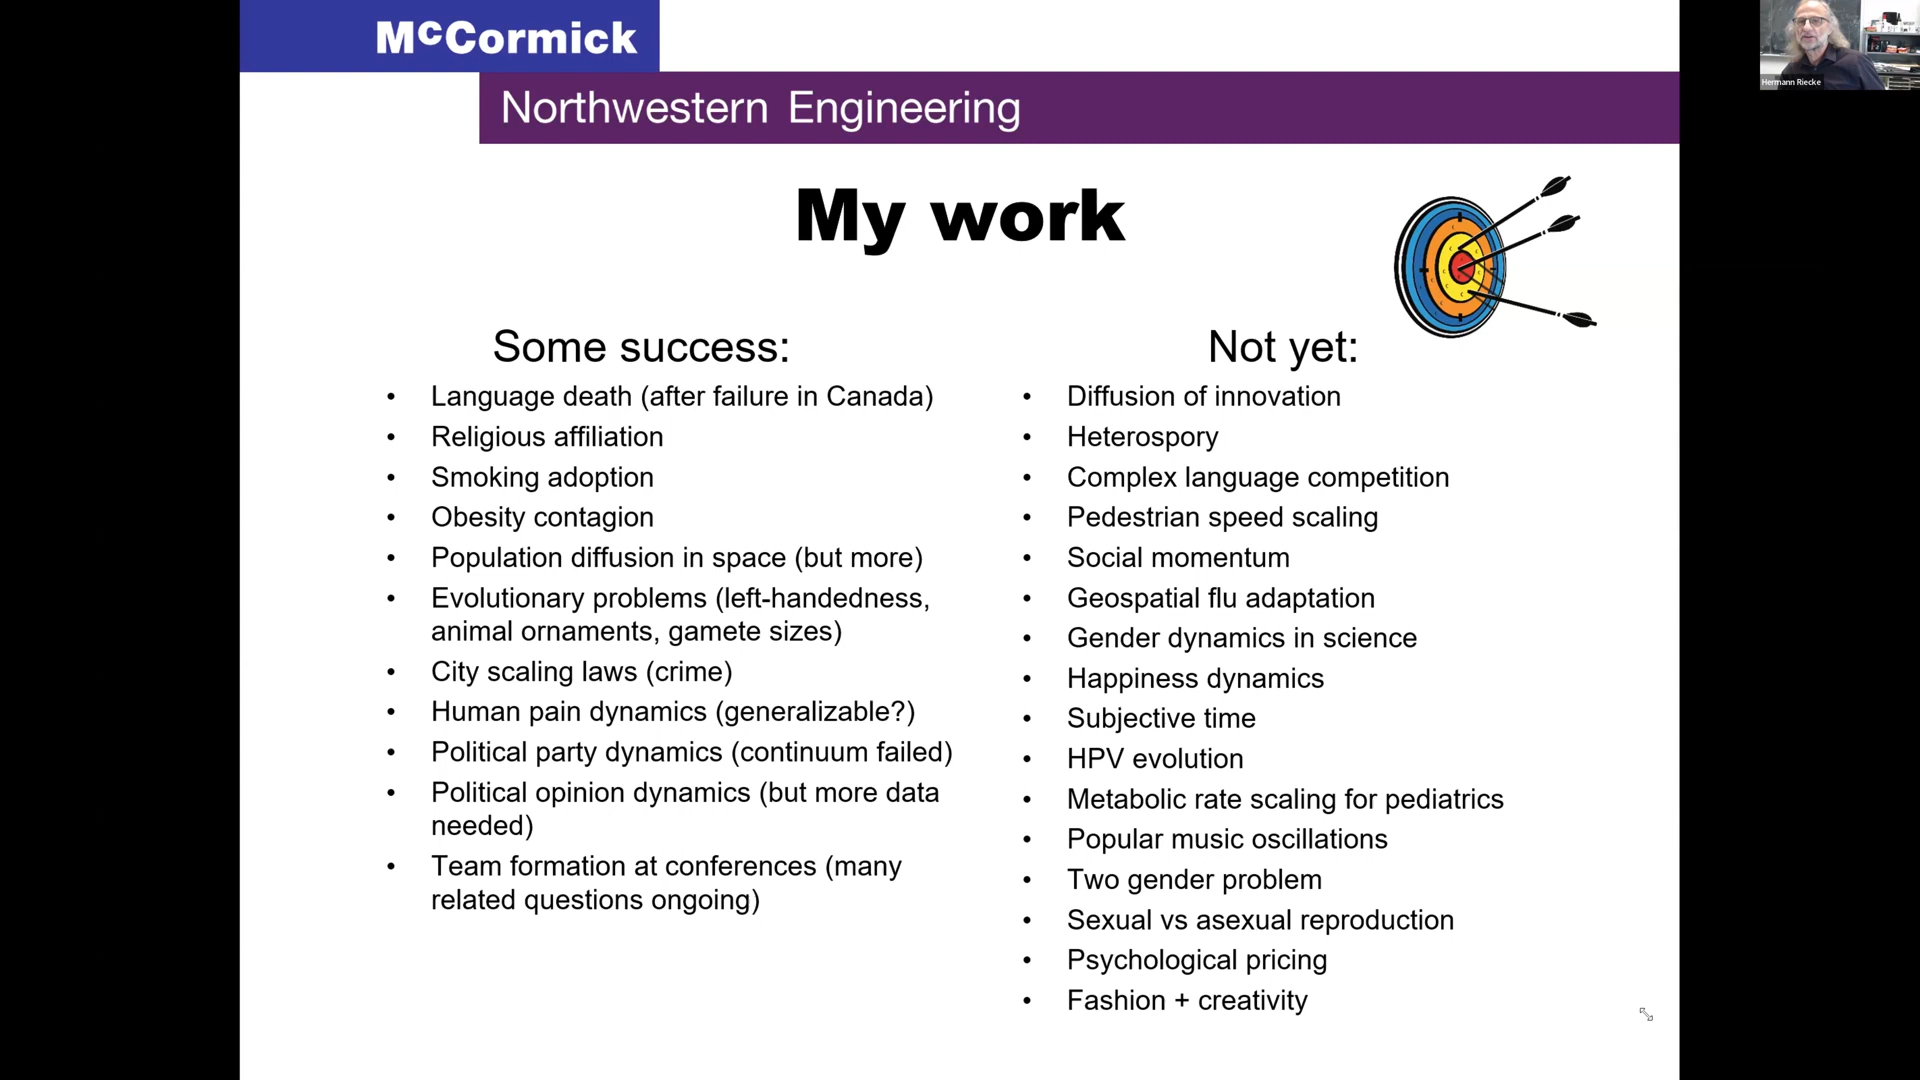 McCormick
Northwestern Engineering
Hermann Riecke
My work
Some success:
• Language death (after failure in Canada)
• Religious affiliation
• Smoking adoption
• Obesity contagion
• Population diffusion in space (but more)
• Evolutionary problems (left-handedness,
animal ornaments, gamete sizes)
• City scaling laws (crime)
• Human pain dynamics (generalizable?)
• Political party dynamics (continuum failed)
• Political opinion dynamics (but more data
needed)
• Team formation at conferences (many
related questions ongoing)
Not yet:
• Diffusion of innovation
• Heterospory
• Complex language competition
• Pedestrian speed scaling
• Social momentum
• Geospatial flu adaptation
• Gender dynamics in science
• Happiness dynamics
• Subjective time
• HPV evolution
• Metabolic rate scaling for pediatrics
• Popular music oscillations
• Two gender problem
• Sexual vs asexual reproduction
• Psychological pricing
• Fashion + creativity